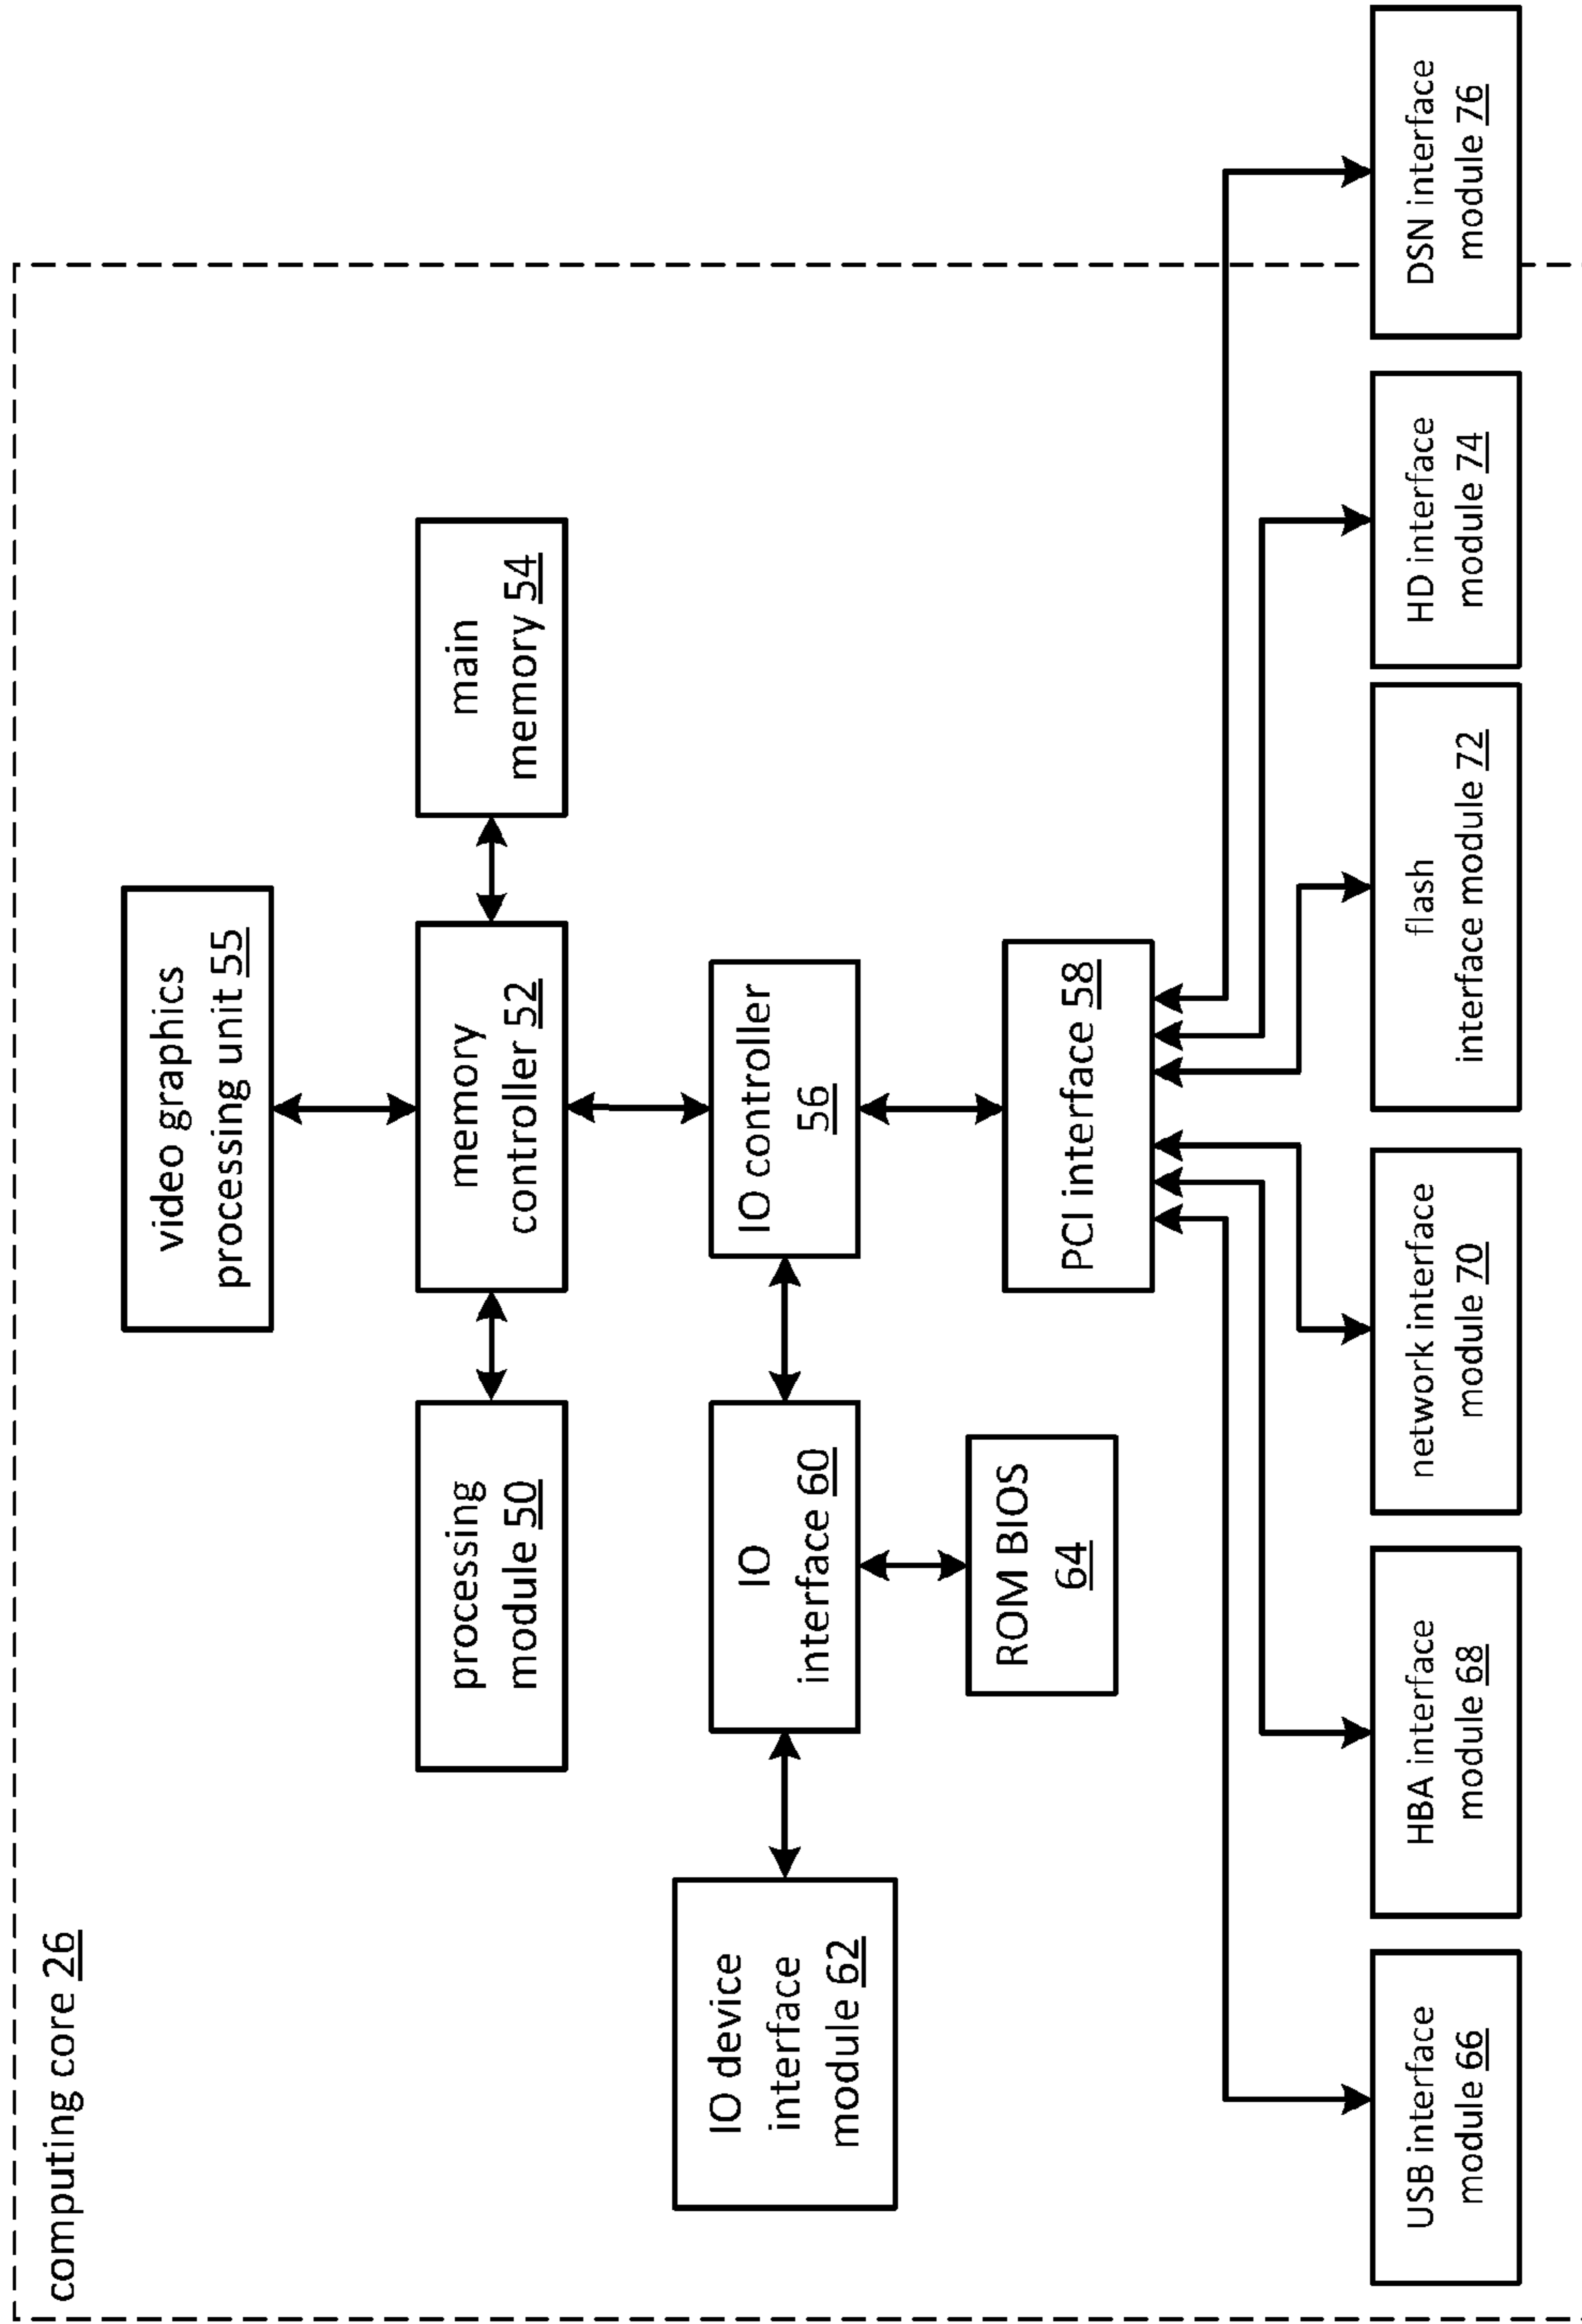 computing core 26
video graphics
processing unit 55
processing
module 50
memory
controller 52
main
memory 54
IO device
interface
module 62
IO
interface 60
IO controller
56
ROM BIOS
64
PCI interface 58
USB interface
module 66
HBA interface
module 68
network interface
module 70
flash
interface module 72
HD interface
module 74
DSN interface
module 76